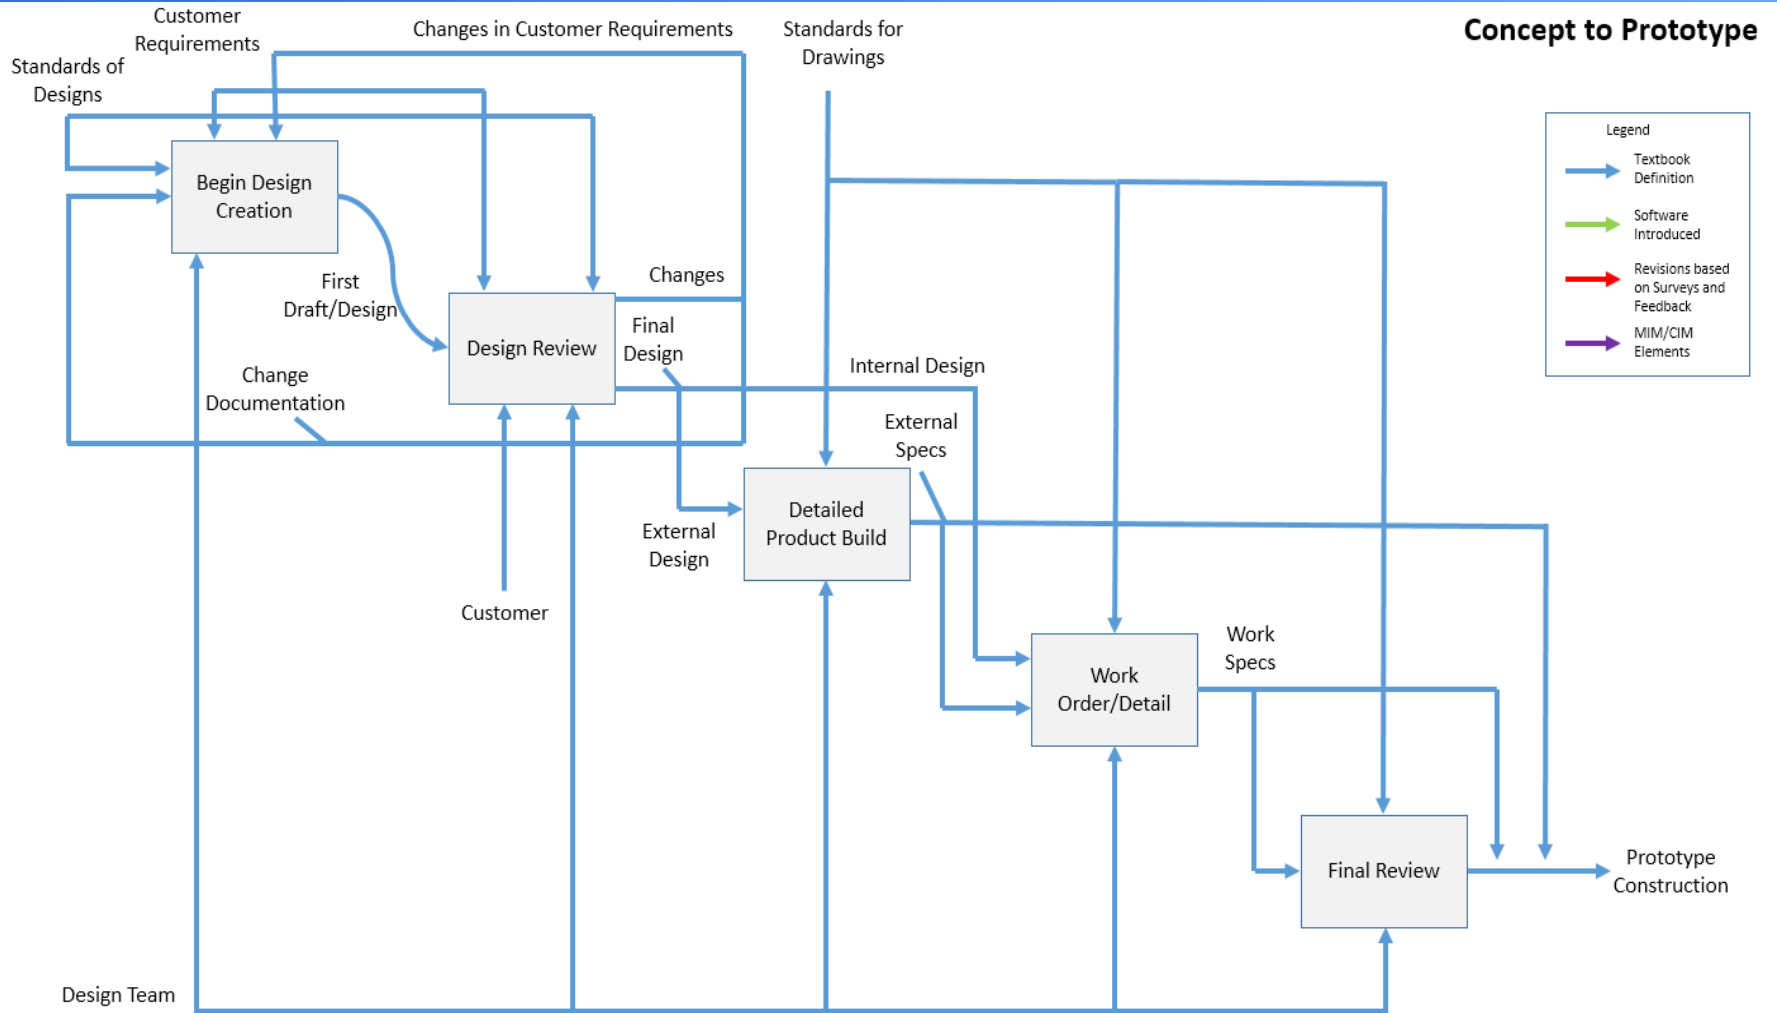 Concept to Prototype
Customer
Requirements
Changes in Customer Requirements
Standards for
Drawings
Standards of
Designs
Legend
Textbook
Definition
Software
Introduced
Revisions based
on Surveys and
Feedback
MIM/CIM
Elements
Begin Design
Creation
First
Draft/Design
Changes
Design Review
Final
Design
Internal Design
Change
Documentation
External
Specs
Detailed
Product Build
External
Design
Customer
Work
Order/Detail
Work
Specs
Final Review
Prototype
Construction
Design Team